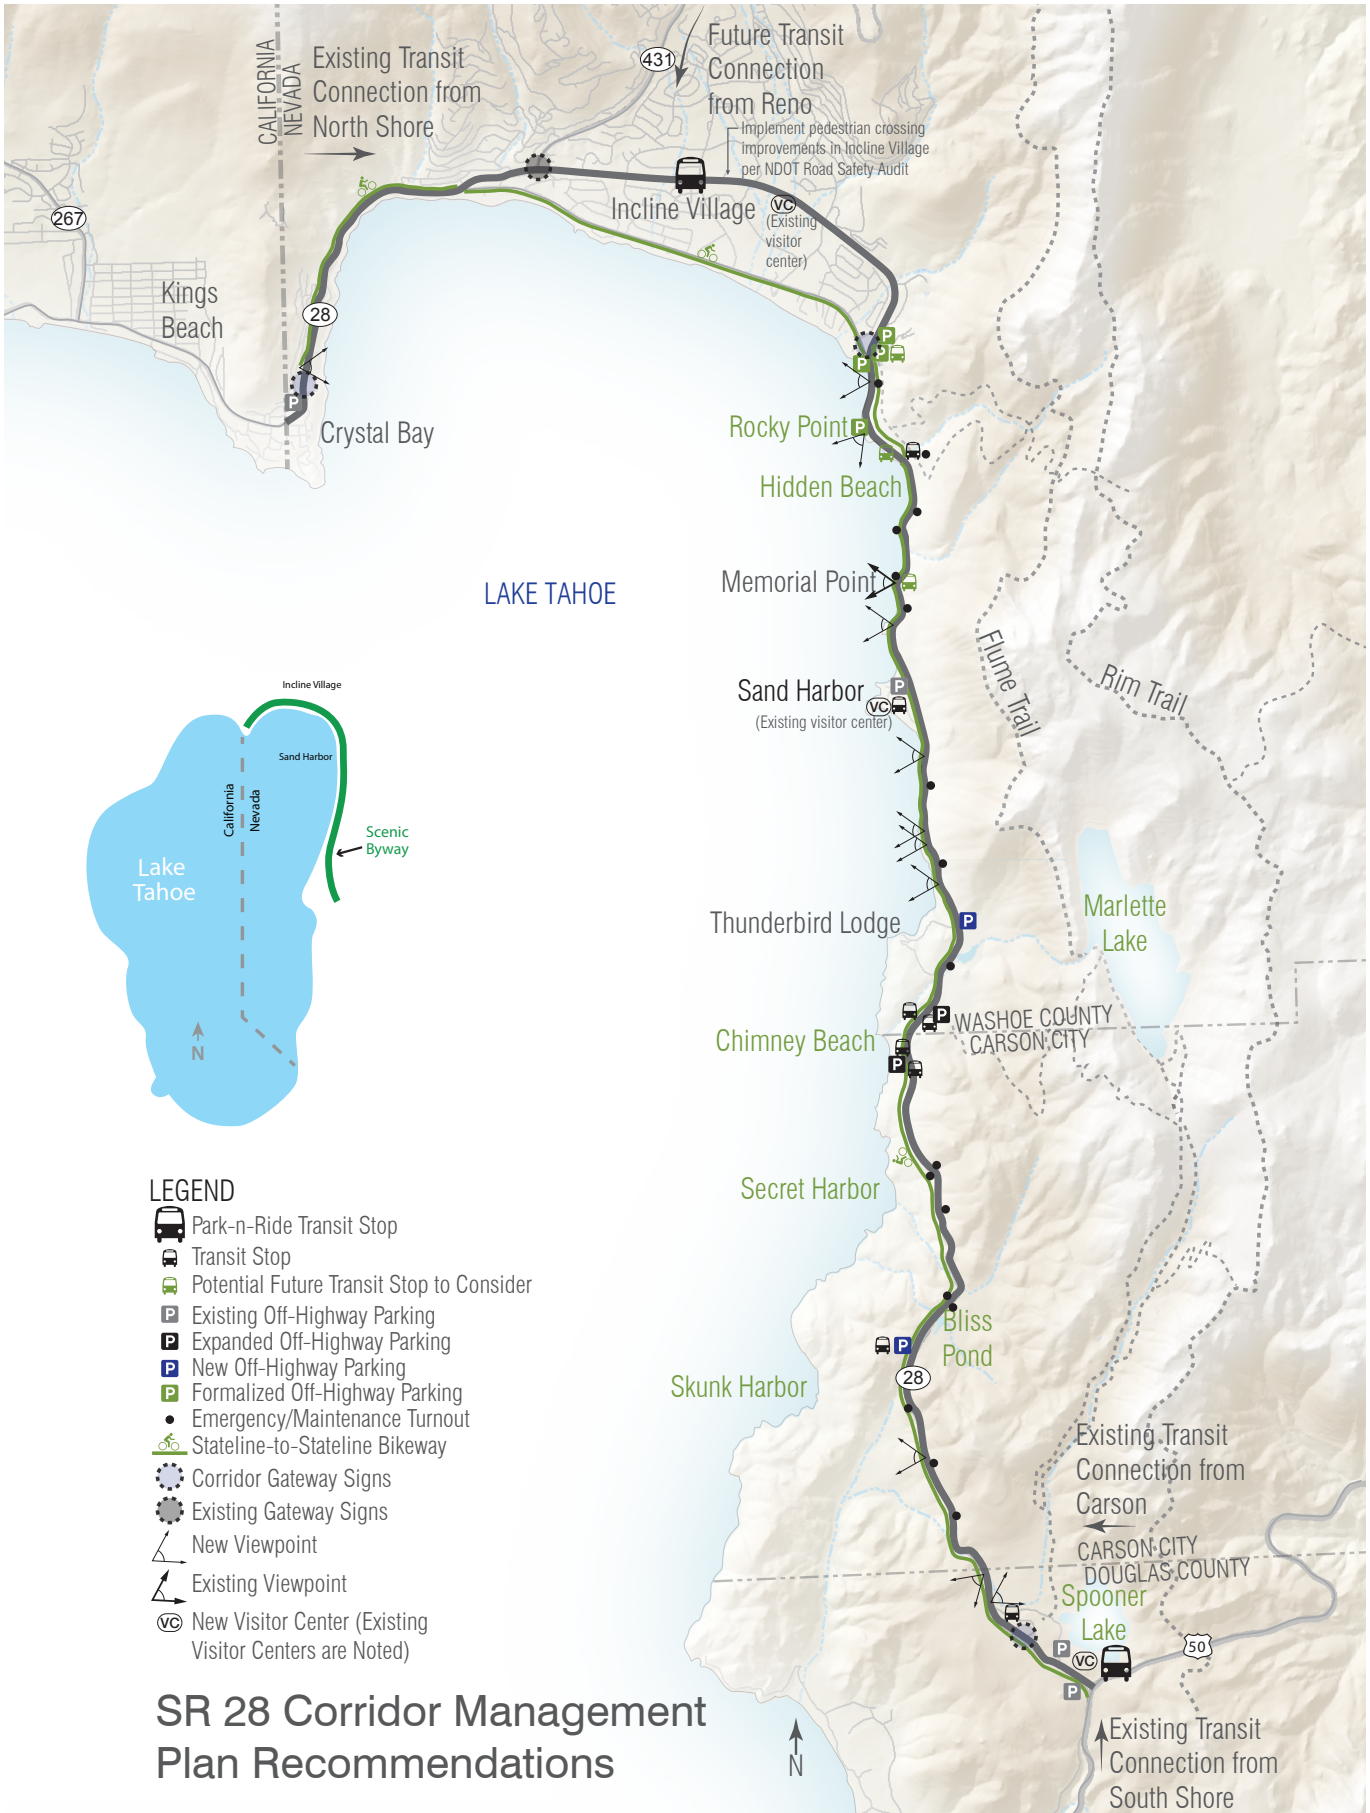 CALIFORNIA
NEVADA
Existing Transit
Connection from
North Shore
431
Future Transit
Connection
from Reno
Implement pedestrian crossing
improvements in Incline Village
per NDOT Road Safety Audit
267
Incline Village
VC
(Existing
visitor
center)
Kings
Beach
28
P
P
P
P
Crystal Bay
Rocky Point
P
Hidden Beach
LAKE TAHOE
Memorial Point
Flume Trail
Rim Trail
Sand Harbor
P
VC
(Existing visitor center)
Incline Village
Sand Harbor
California
Nevada
Scenic
Byway
Lake
Tahoe
N
Thunderbird Lodge
P
Marlette
Lake
P
WASHOE COUNTY
CARSON CITY
Chimney Beach
P
Secret Harbor
Bliss
Pond
P
28
Skunk Harbor
LEGEND
Park-n-Ride Transit Stop
Transit Stop
Potential Future Transit Stop to Consider
P Existing Off-Highway Parking
P Expanded Off-Highway Parking
P New Off-Highway Parking
P Formalized Off-Highway Parking
Emergency/Maintenance Turnout
Stateline-to-Stateline Bikeway
Corridor Gateway Signs
Existing Gateway Signs
New Viewpoint
Existing Viewpoint
VC New Visitor Center (Existing
Visitor Centers are Noted)
Existing Transit
Connection from
Carson
CARSON CITY
DOUGLAS COUNTY
Spooner
Lake
P
VC
50
P
Existing Transit
Connection from
South Shore
N
SR 28 Corridor Management
Plan Recommendations